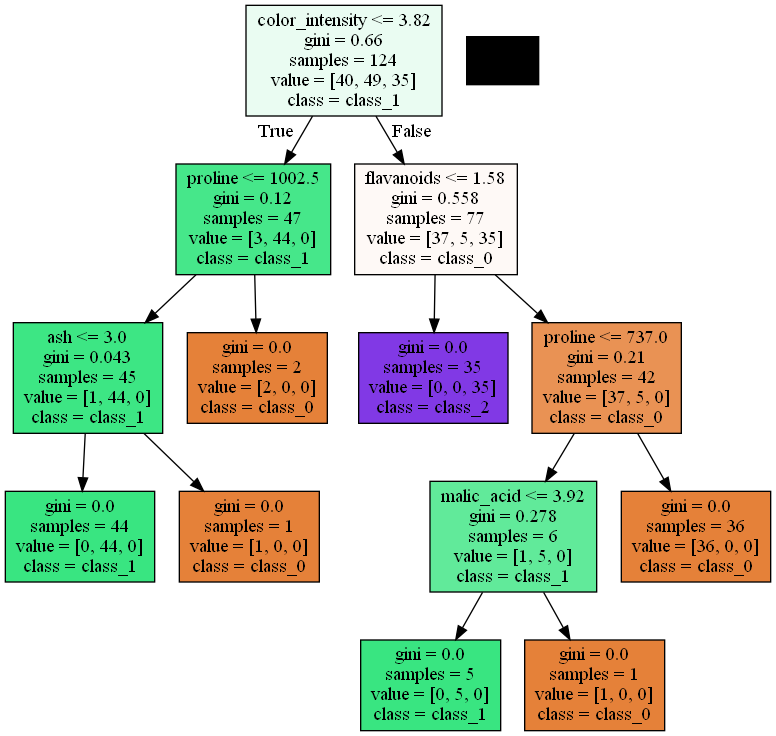 color_intensity <= 3.82
gini = 0.66
samples = 124
value = [40, 49, 35]
class = class_1
True
False
proline <= 1002.5
gini = 0.12
samples = 47
value = [3, 44, 0]
class = class_1
flavanoids <= 1.58
gini = 0.558
samples = 77
value = [37, 5, 35]
class = class_0
ash <= 3.0
gini = 0.043
samples = 45
value = [1, 44, 0]
class = class_1
gini = 0.0
samples = 2
value = [2, 0, 0]
class = class_0
gini = 0.0
samples = 35
value = [0, 0, 35]
class = class_2
proline <= 737.0
gini = 0.21
samples = 42
value = [37, 5, 0]
class = class_0
gini = 0.0
samples = 44
value = [0, 44, 0]
class = class_1
gini = 0.0
samples = 1
value = [1, 0, 0]
class = class_0
malic_acid <= 3.92
gini = 0.278
samples = 6
value = [1, 5, 0]
class = class_1
gini = 0.0
samples = 36
value = [36, 0, 0]
class = class_0
gini = 0.0
samples = 5
value = [0, 5, 0]
class = class_1
gini = 0.0
samples = 1
value = [1, 0, 0]
class = class_0